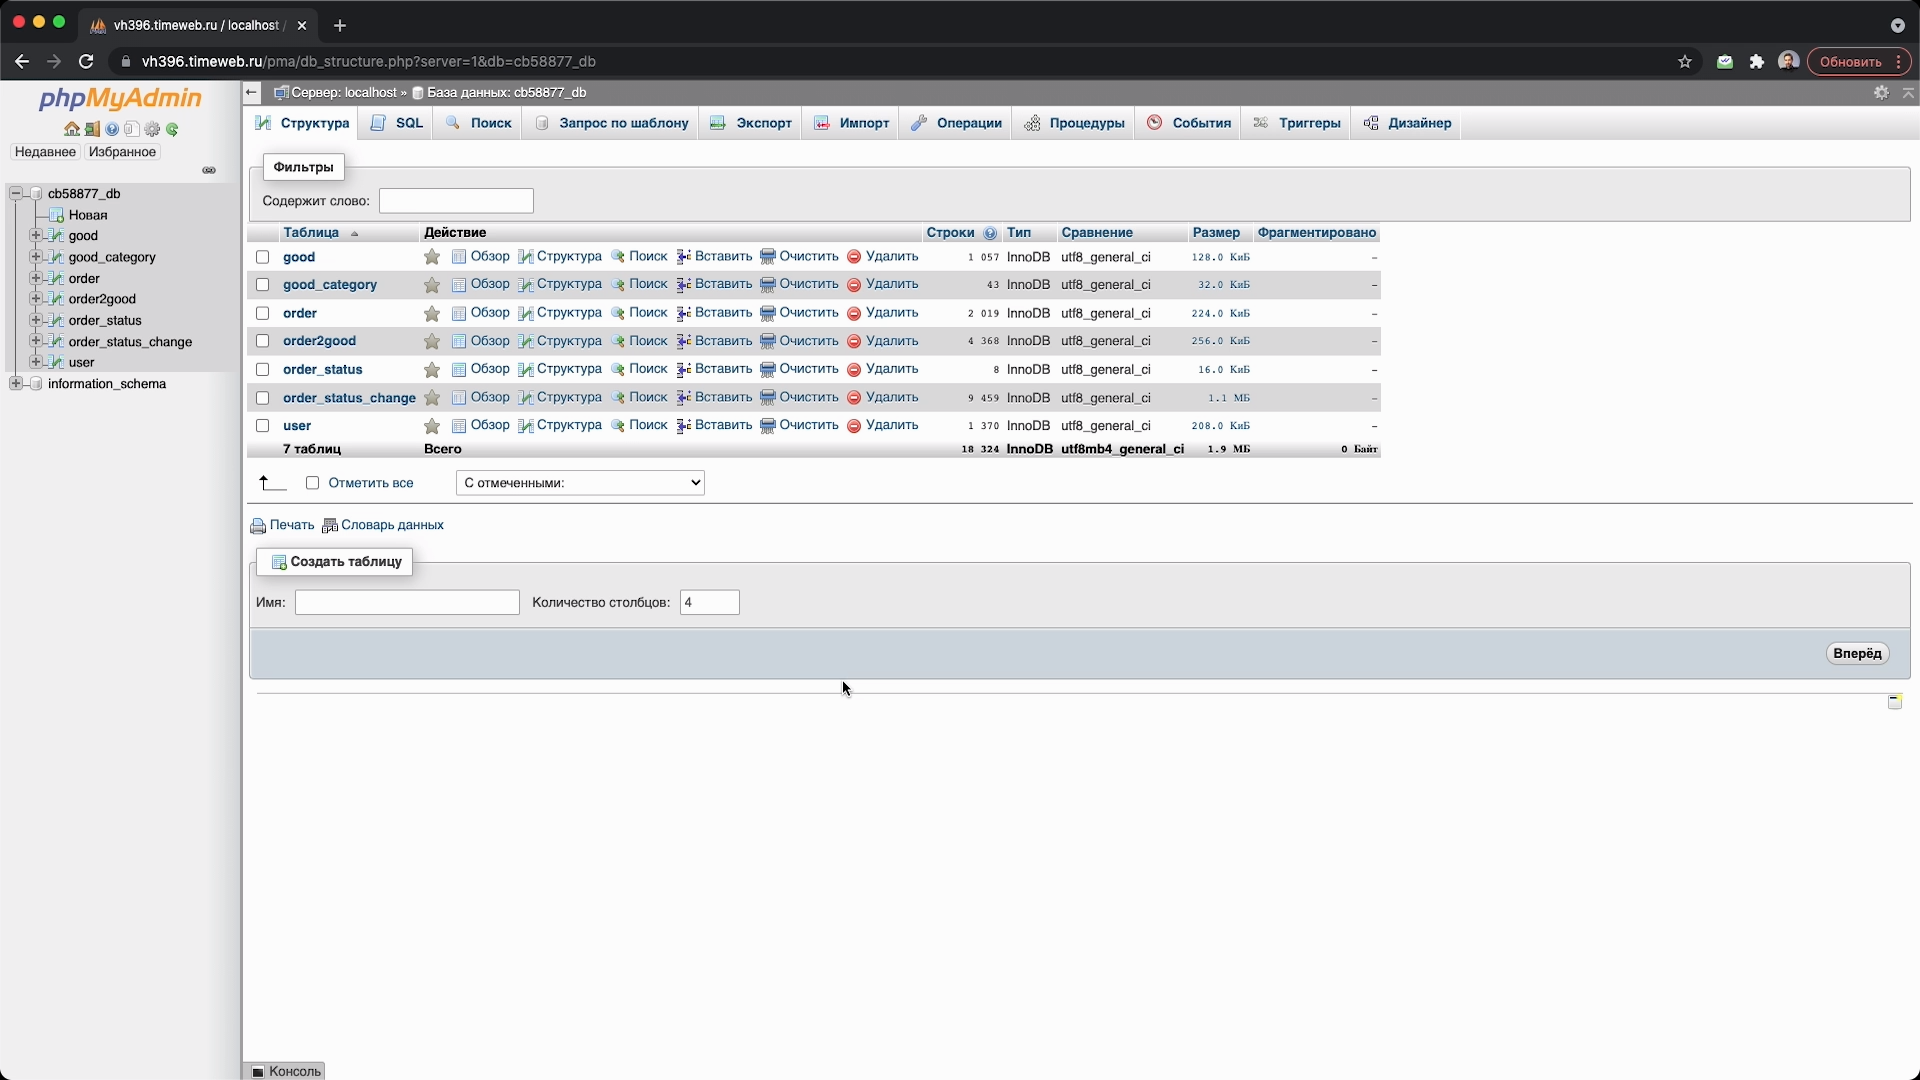 vh396.timeweb.ru / localhost /
vh396.timeweb.ru/pma/db_structure.php?server=1&db=cb58877_db
Обновить
phpMyAdmin
Недавнее Избранное
cb58877_db
Новая
good
good_category
order
order2good
order_status
order_status_change
user
information_schema
Сервер: localhost » База данных: cb58877_db
Структура SQL Поиск Запрос по шаблону Экспорт Импорт Операции Процедуры События Триггеры Дизайнер
Фильтры
Содержит слово:
Таблица Действие Строки Тип Сравнение Размер Фрагментировано
good Обзор Структура Поиск Вставить Очистить Удалить 1 057 InnoDB utf8_general_ci 128.0 КиБ -
good_category Обзор Структура Поиск Вставить Очистить Удалить 43 InnoDB utf8_general_ci 32.0 КиБ -
order Обзор Структура Поиск Вставить Очистить Удалить 2 019 InnoDB utf8_general_ci 224.0 КиБ -
order2good Обзор Структура Поиск Вставить Очистить Удалить 4 368 InnoDB utf8_general_ci 256.0 КиБ -
order_status Обзор Структура Поиск Вставить Очистить Удалить 8 InnoDB utf8_general_ci 16.0 КиБ -
order_status_change Обзор Структура Поиск Вставить Очистить Удалить 9 459 InnoDB utf8_general_ci 1.1 МБ -
user Обзор Структура Поиск Вставить Очистить Удалить 1 370 InnoDB utf8_general_ci 208.0 КиБ -
7 таблиц Всего 18 324 InnoDB utf8mb4_general_ci 1.9 МБ 0 Байт
Отметить все С отмеченными:
Печать Словарь данных
Создать таблицу
Имя: Количество столбцов: 4
Вперёд
Консоль